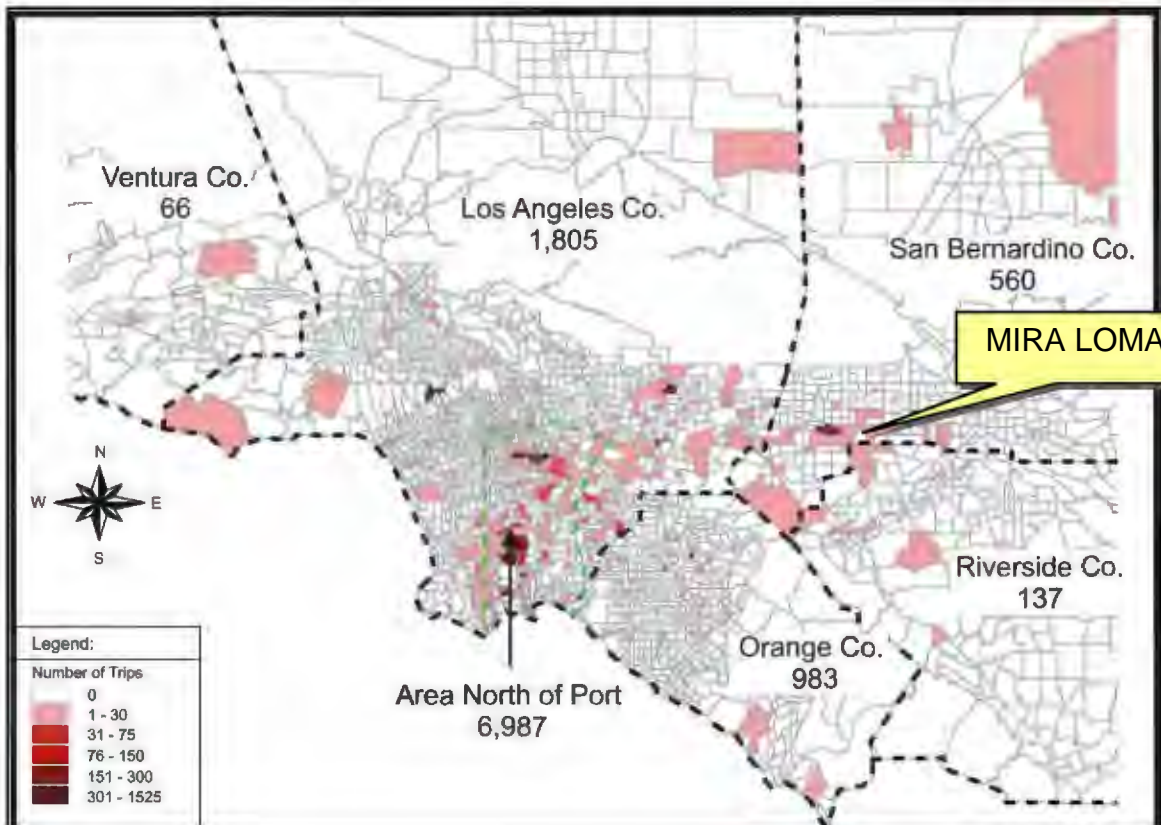 Ventura Co.
66
Los Angeles Co.
1,805
San Bernardino Co.
560
MIRA LOMA
N
W
E
S
Riverside Co.
137
Orange Co.
983
Area North of Port
6,987
Legend:
Number of Trips
0
1 - 30
31 - 75
76 - 150
151 - 300
301 - 1525